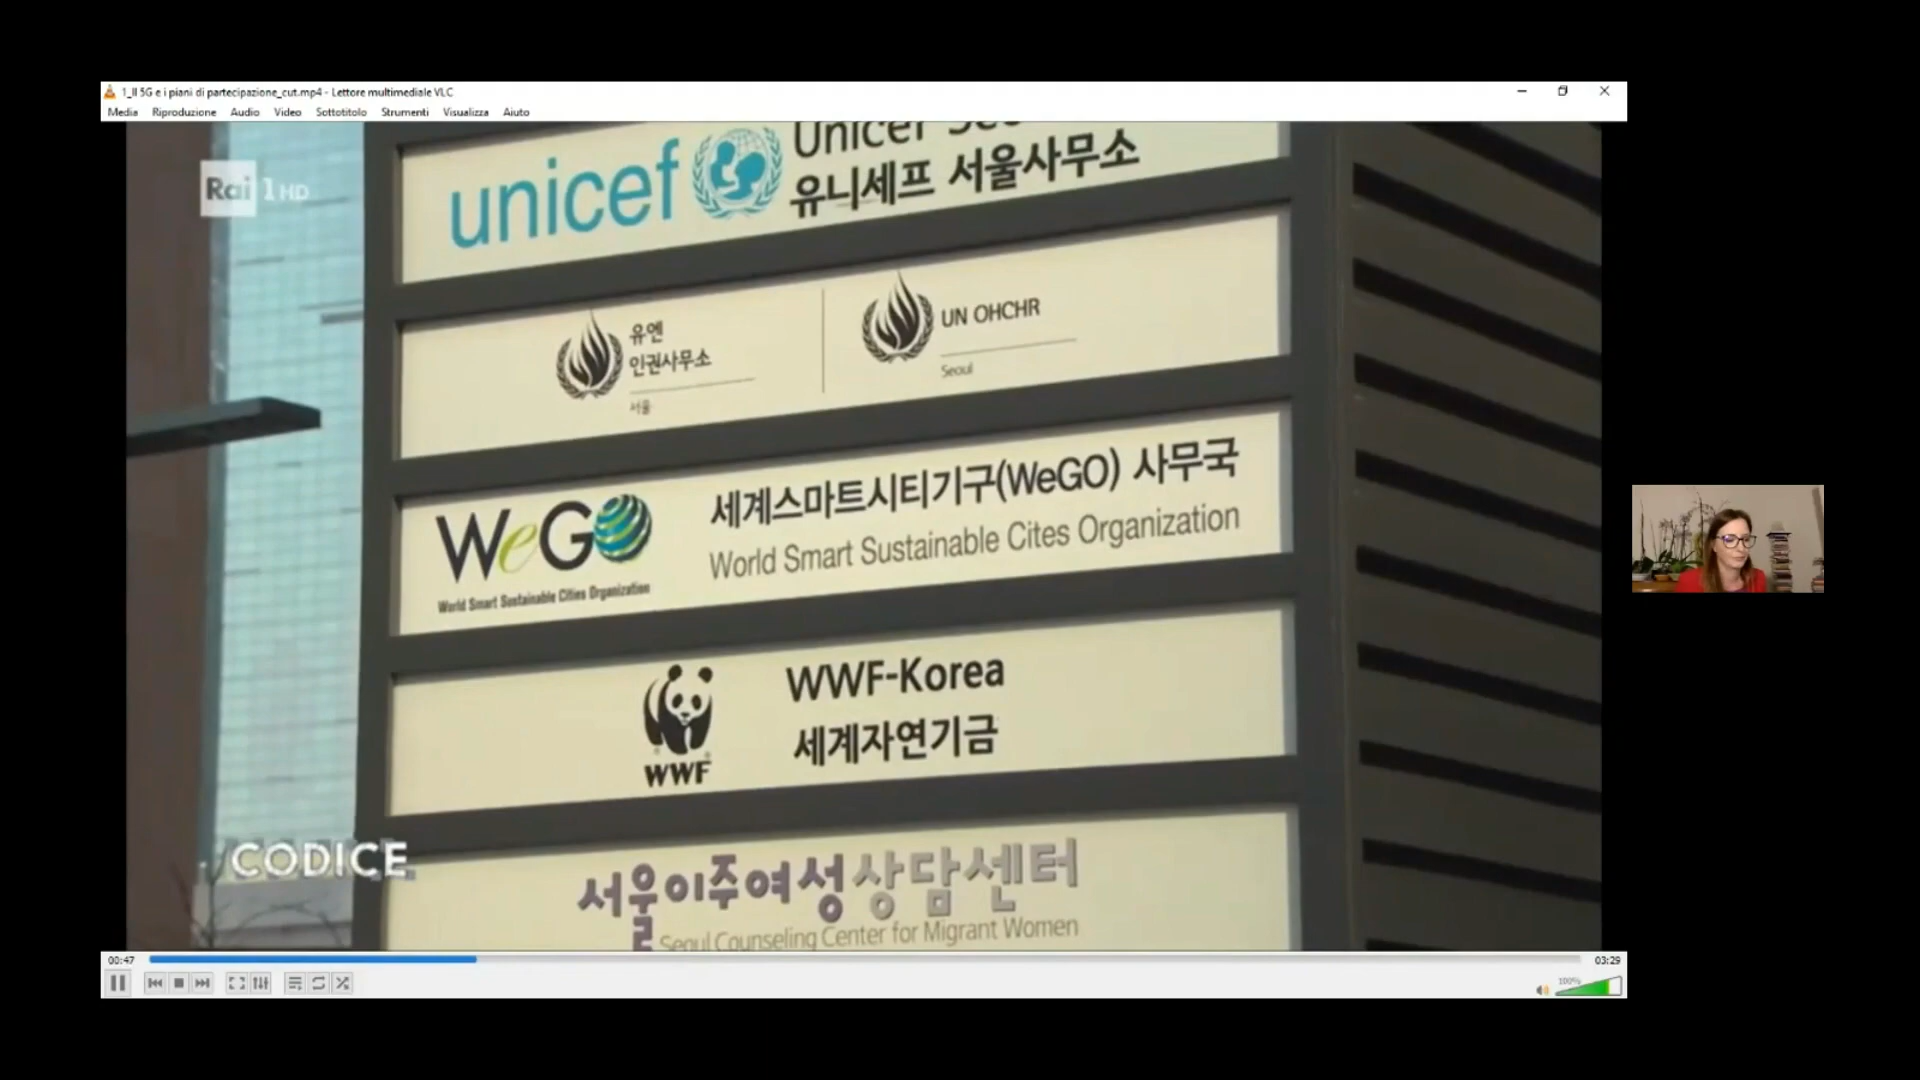 1_Il 5G e i piani di partecipazione_cut.mp4 - Lettore multimediale VLC
Media Riproduzione Audio Video Sottotitolo Strumenti Visualizza Aiuto
Rai 1 HD
unicef
Unicef
유니세프 서울사무소
유엔
인권사무소
서울
UN OHCHR
Seoul
WeGO
World Smart Sustainable Cities Organization
세계스마트시티기구(WeGO) 사무국
World Smart Sustainable Cites Organization
WWF
WWF-Korea
세계자연기금
CODICE
서울이주여성상담센터
Seoul Counseling Center for Migrant Women
00:47
03:29
100%